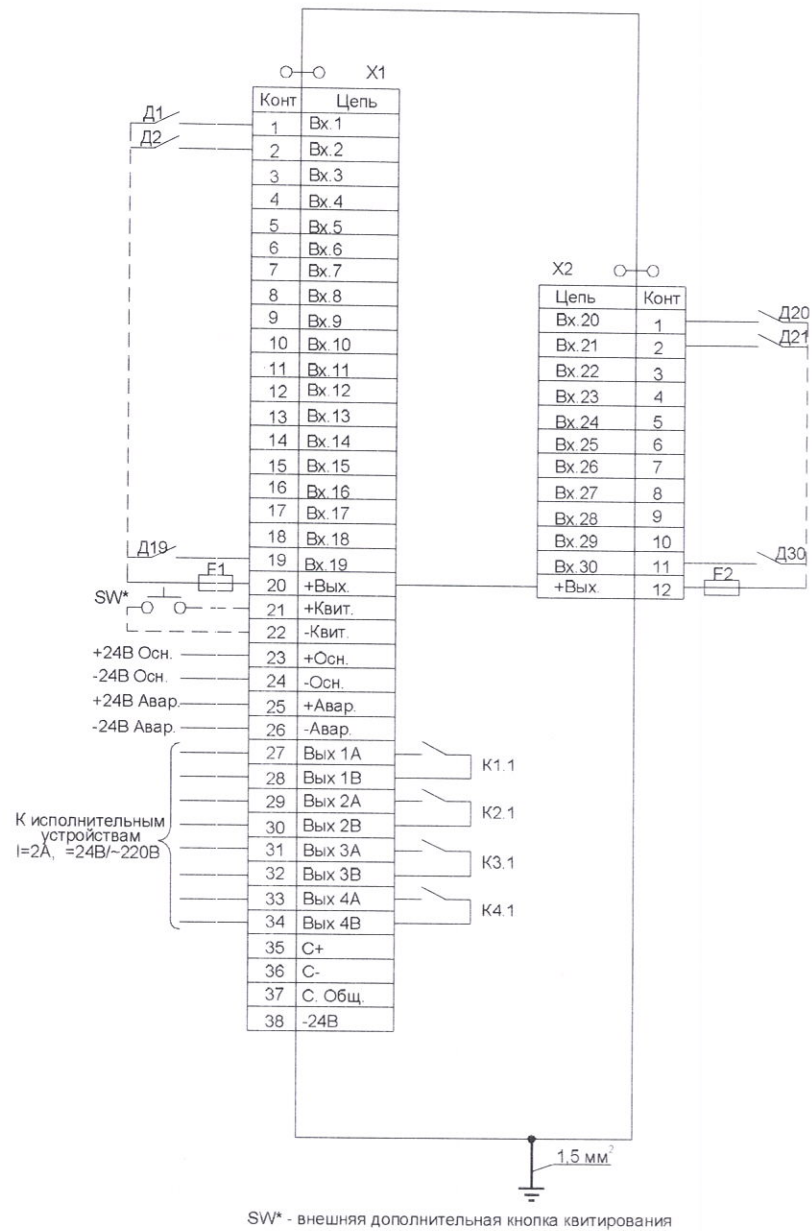 X1
Конт Цепь
Д1
1 Вх.1
Д2
2 Вх.2
3 Вх.3
4 Вх.4
5 Вх.5
6 Вх.6
7 Вх.7
8 Вх.8
9 Вх.9
10 Вх.10
11 Вх.11
12 Вх.12
13 Вх.13
14 Вх.14
15 Вх.15
16 Вх.16
17 Вх.17
18 Вх.18
Д19
19 Вх.19
F1
20 +Вых.
SW*
21 +Квит.
22 -Квит.
+24В Осн. 23 +Осн.
-24В Осн. 24 -Осн.
+24В Авар. 25 +Авар.
-24В Авар. 26 -Авар.
27 Вых 1А
К1.1
28 Вых 1В
29 Вых 2А
К2.1
30 Вых 2В
31 Вых 3А
К3.1
32 Вых 3В
33 Вых 4А
К4.1
34 Вых 4В
К исполнительным
устройствам
I=2А, =24В/~220В
35 С+
36 С-
37 С. Общ.
38 -24В
X2
Цепь Конт
Вх.20 1 Д20
Вх.21 2 Д21
Вх.22 3
Вх.23 4
Вх.24 5
Вх.25 6
Вх.26 7
Вх.27 8
Вх.28 9
Вх.29 10
Вх.30 11 Д30
+Вых. 12 F2
1,5 мм²
SW* - внешняя дополнительная кнопка квитирования